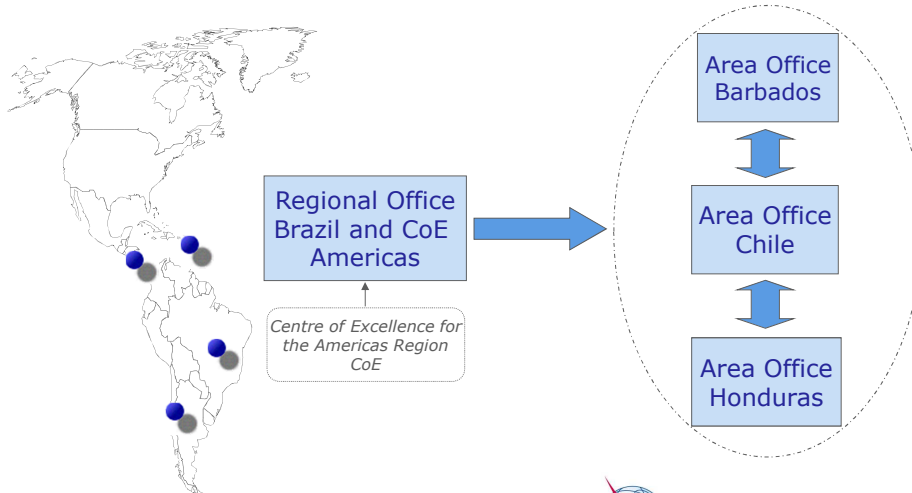 Regional Office
Brazil and CoE
Americas
Centre of Excellence for
the Americas Region
CoE
Area Office
Barbados
Area Office
Chile
Area Office
Honduras